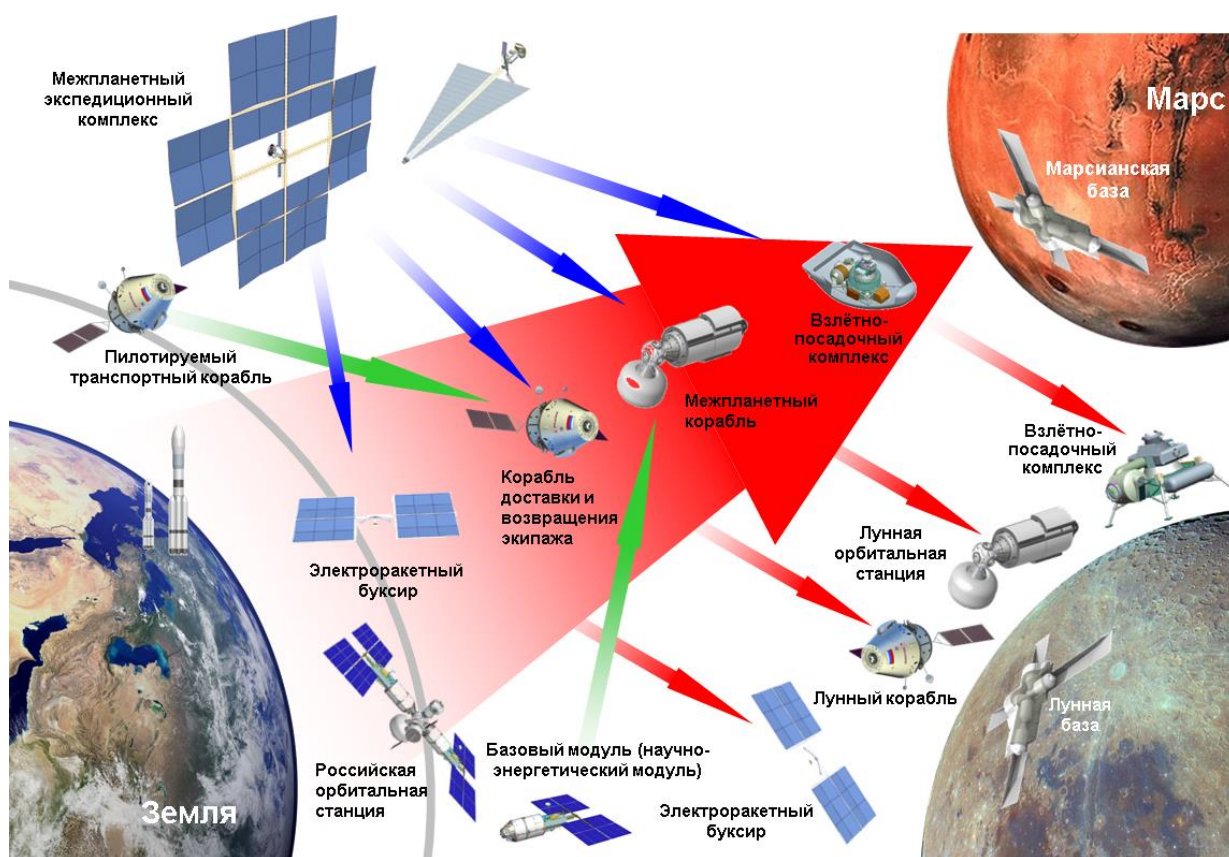 Межпланетный
экспедиционный
комплекс
Марс
Марсианская
база
Пилотируемый
транспортный корабль
Взлётно-
посадочный
комплекс
Межпланетный
корабль
Взлётно-
посадочный
комплекс
Корабль
доставки и
возвращения
экипажа
Электроракетный
буксир
Лунная
орбитальная
станция
Лунный корабль
Лунная
база
Российская
орбитальная
станция
Базовый модуль (научно-
энергетический модуль)
Электроракетный
буксир
Земля